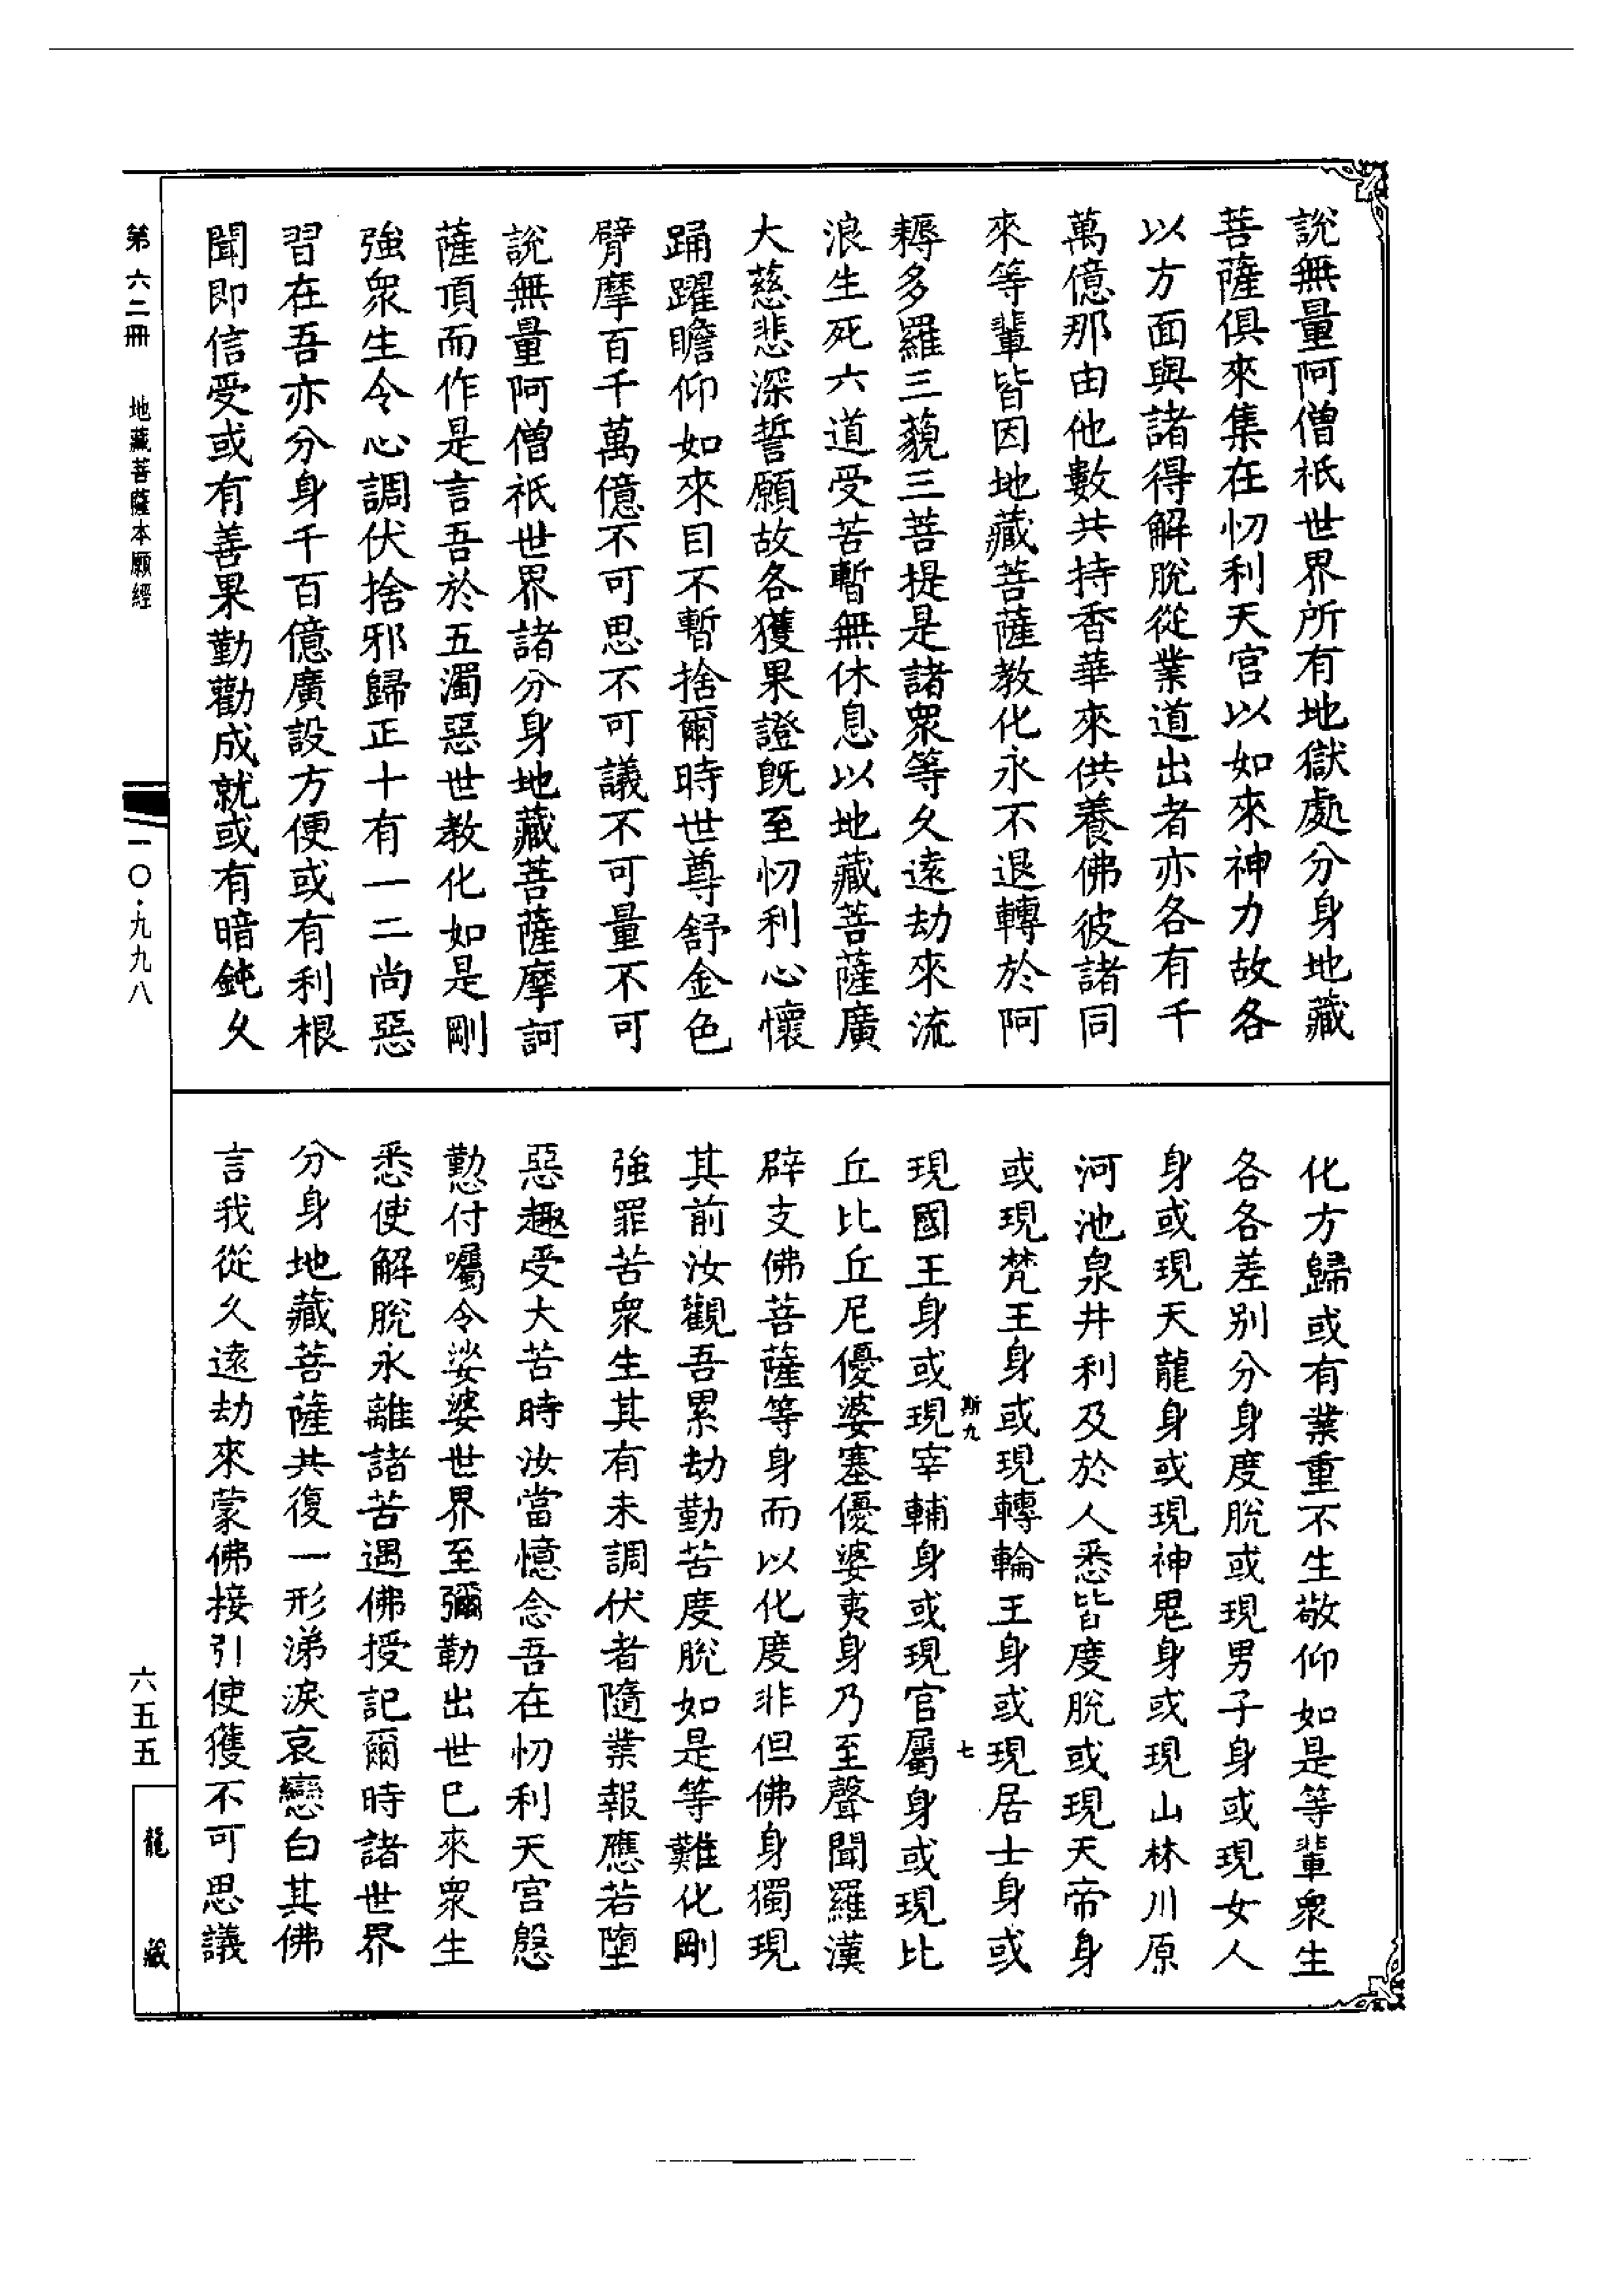 說無量阿僧祇世界所有地獄處分身地藏
菩薩俱來集在忉利天宮以如來神力故各
以方面與諸得解脫從業道出者亦各有千
萬億那由他數共持香華來供養佛彼諸同
來等輩皆因地藏菩薩教化永不退轉於阿
耨多羅三藐三菩提是諸衆等久遠劫來流
浪生死六道受苦暫無休息以地藏菩薩廣
大慈悲深誓願故各獲果證旣至忉利心懷
踊躍瞻仰如來目不暫捨爾時世尊舒金色
臂摩百千萬億不可思不可議不可量不可
說無量阿僧祇世界諸分身地藏菩薩摩訶
薩頂而作是言吾於五濁惡世教化如是剛
強衆生令心調伏捨邪歸正十有一二尚惡
習在吾亦分身千百億廣設方便或有利根
聞即信受或有善果勤勸成就或有暗鈍久
化方歸或有業重不生敬仰如是等輩衆生
各各差別分身度脫或現男子身或現女人
身或現天龍身或現神鬼身或現山林川原
河池泉井利及於人悉皆度脫或現天帝身
或現梵王身或現轉輪王身或現居士身或
斯九 七
現國王身或現宰輔身或現官屬身或現比
丘比丘尼優婆塞優婆夷身乃至聲聞羅漢
辟支佛菩薩等身而以化度非但佛身獨現
其前汝觀吾累劫勤苦度脫如是等難化剛
強罪苦衆生其有未調伏者隨業報應若墮
惡趣受大苦時汝當憶念吾在忉利天宮慇
懃付囑令娑婆世界至彌勒出世已來衆生
悉使解脫永離諸苦遇佛授記爾時諸世界
分身地藏菩薩共復一形涕淚哀戀白其佛
言我從久遠劫來蒙佛接引使獲不可思議
第六二冊 地藏菩薩本願經
一〇·九九八
六五五
龍藏